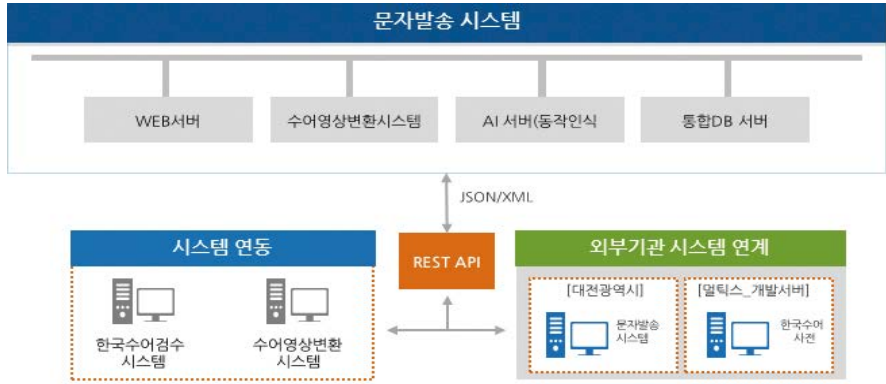 문자발송 시스템
WEB서버
수어영상변환시스템
AI 서버(동작인식
통합DB 서버
JSON/XML
시스템 연동
REST API
외부기관 시스템 연계
한국수어검수
시스템
수어영상변환
시스템
[대전광역시]
문자발송
시스템
[멀틱스_개발서버]
한국수어
사전